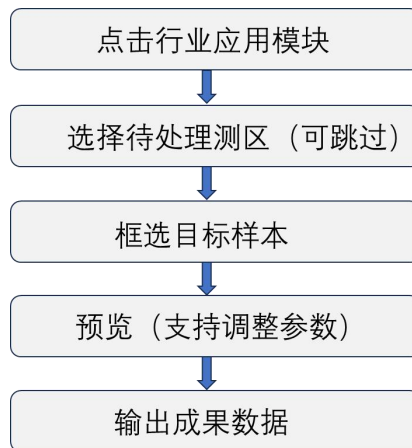 点击行业应用模块
选择待处理测区（可跳过）
框选目标样本
预览（支持调整参数）
输出成果数据